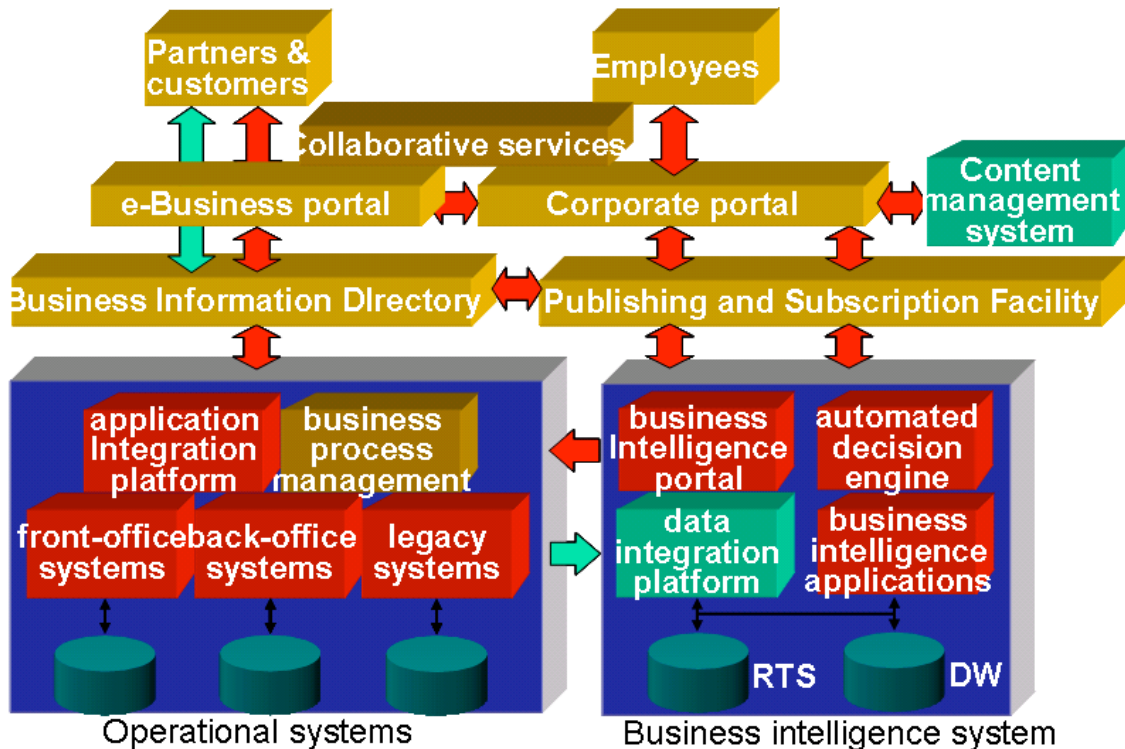 Partners &
customers
Employees
Collaborative services
Content
management
system
e-Business portal
Corporate portal
Business Information DIrectory
Publishing and Subscription Facility
application
Integration
platform
business
process
management
business
Intelligence
portal
automated
decision
engine
front-office
systems
back-office
systems
legacy
systems
data
integration
platform
business
intelligence
applications
RTS
DW
Operational systems
Business intelligence system